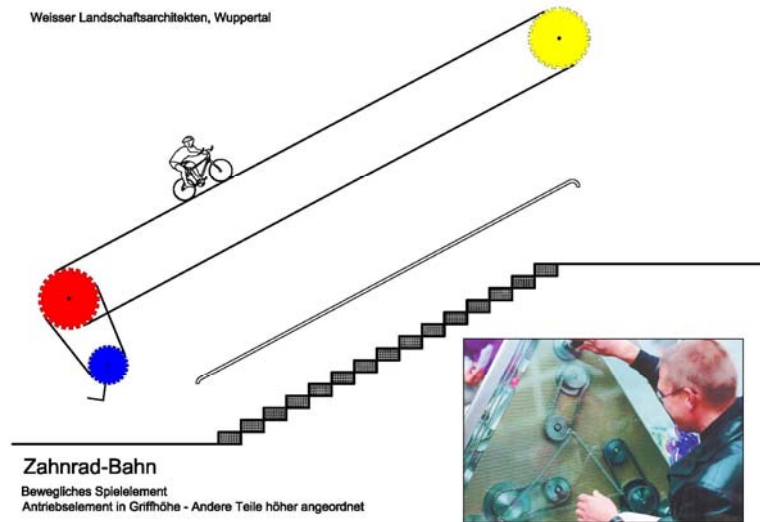 Weisser Landschaftsarchitekten, Wuppertal
Zahnrad-Bahn
Bewegliches Spielelement
Antriebselement in Griffhöhe - Andere Teile höher angeordnet